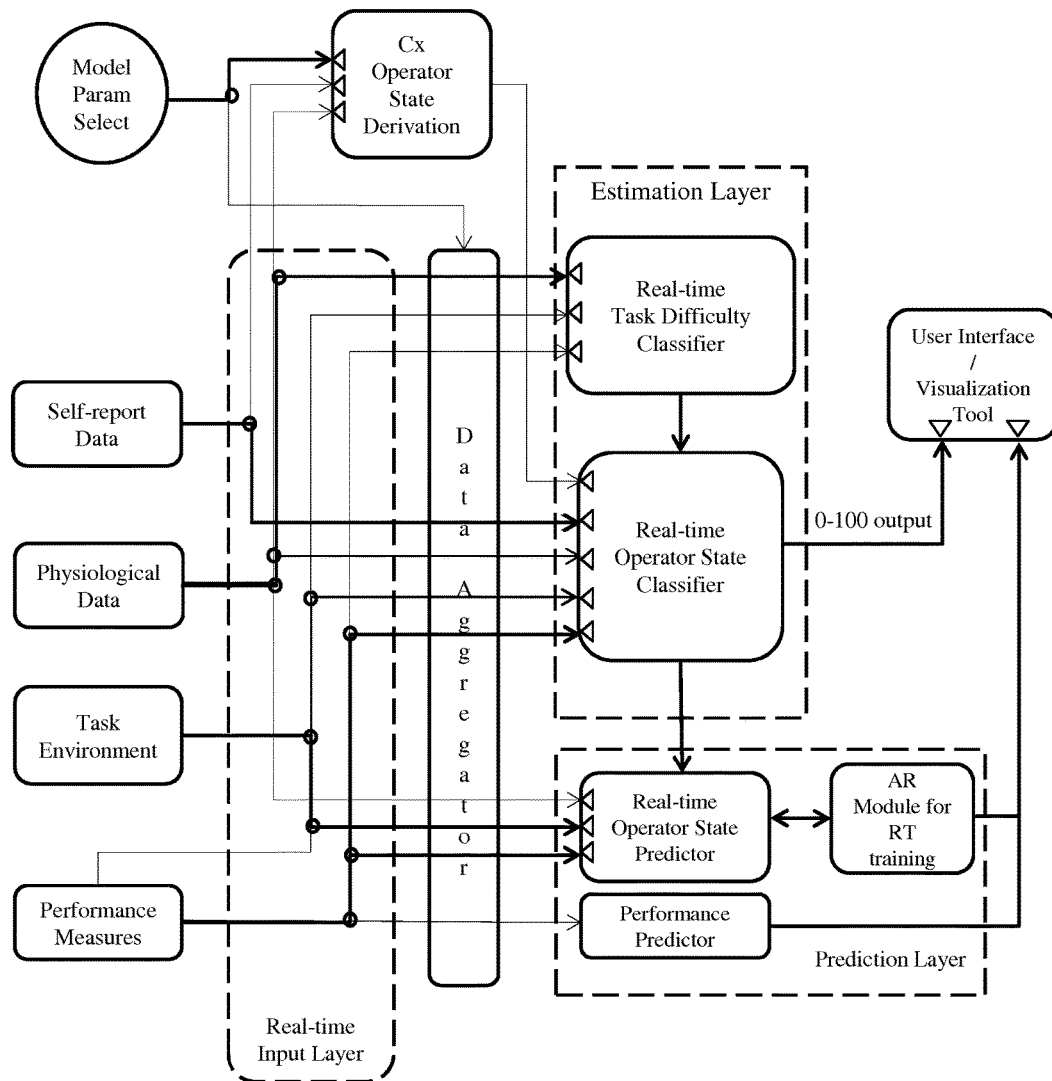 Model
Param
Select
Cx
Operator
State
Derivation
Estimation Layer
Real-time
Task Difficulty
Classifier
User Interface
/
Visualization
Tool
Self-report
Data
Data Aggregator
Real-time
Operator State
Classifier
0-100 output
Physiological
Data
Task
Environment
Real-time
Operator State
Predictor
AR
Module for
RT
training
Performance
Measures
Performance
Predictor
Prediction Layer
Real-time
Input Layer